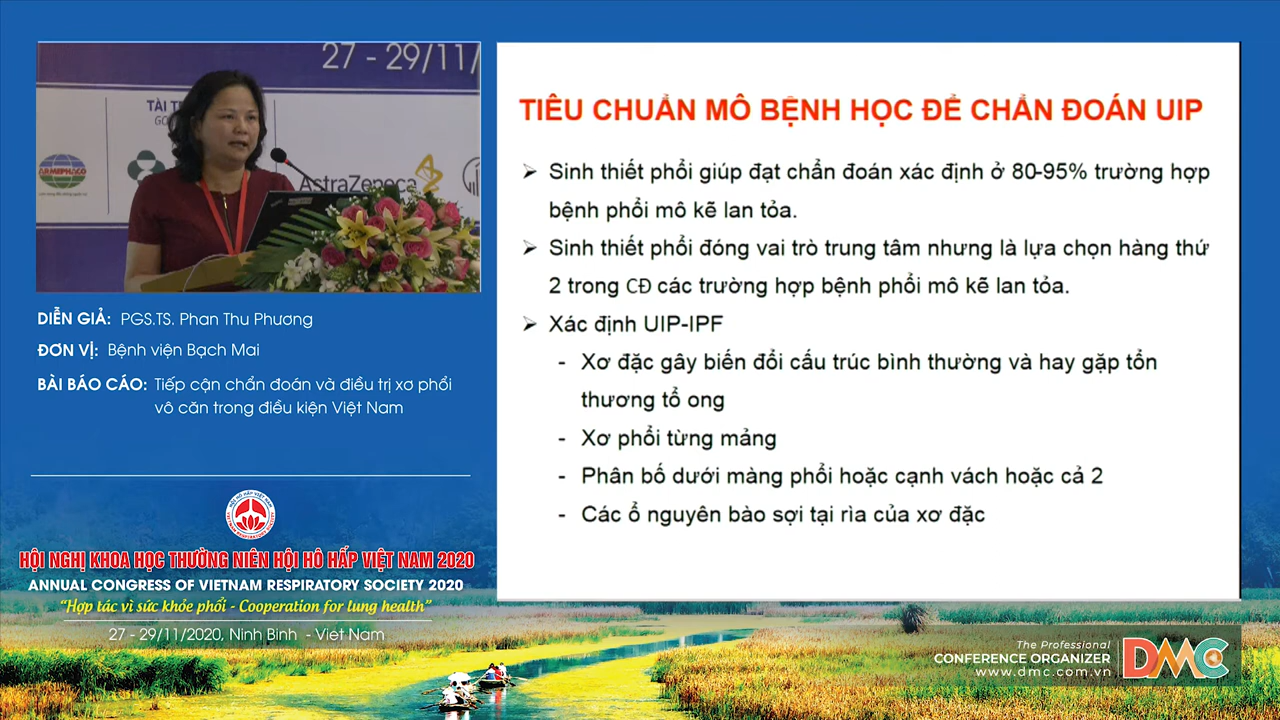 27 - 29/11/
TÀI TR
ARMEPHACO
AstraZeneca
DIỄN GIẢ: PGS.TS. Phan Thu Phương
ĐƠN VỊ: Bệnh viện Bạch Mai
BÀI BÁO CÁO: Tiếp cận chẩn đoán và điều trị xơ phổi
vô căn trong điều kiện Việt Nam
HỘI HÔ HẤP VIỆT NAM
HỘI NGHỊ KHOA HỌC THƯỜNG NIÊN HỘI HÔ HẤP VIỆT NAM 2020
ANNUAL CONGRESS OF VIETNAM RESPIRATORY SOCIETY 2020
“Hợp tác vì sức khỏe phổi - Cooperation for lung health”
27 - 29/11/2020, Ninh Binh - Viet Nam
TIÊU CHUẨN MÔ BỆNH HỌC ĐỂ CHẨN ĐOÁN UIP
➢ Sinh thiết phổi giúp đạt chẩn đoán xác định ở 80-95% trường hợp
bệnh phổi mô kẽ lan tỏa.
➢ Sinh thiết phổi đóng vai trò trung tâm nhưng là lựa chọn hàng thứ
2 trong CĐ các trường hợp bệnh phổi mô kẽ lan tỏa.
➢ Xác định UIP-IPF
- Xơ đặc gây biến đổi cấu trúc bình thường và hay gặp tổn
thương tổ ong
- Xơ phổi từng mảng
- Phân bố dưới màng phổi hoặc cạnh vách hoặc cả 2
- Các ổ nguyên bào sợi tại rìa của xơ đặc
The Professional
CONFERENCE ORGANIZER
www.dmc.com.vn
DMC